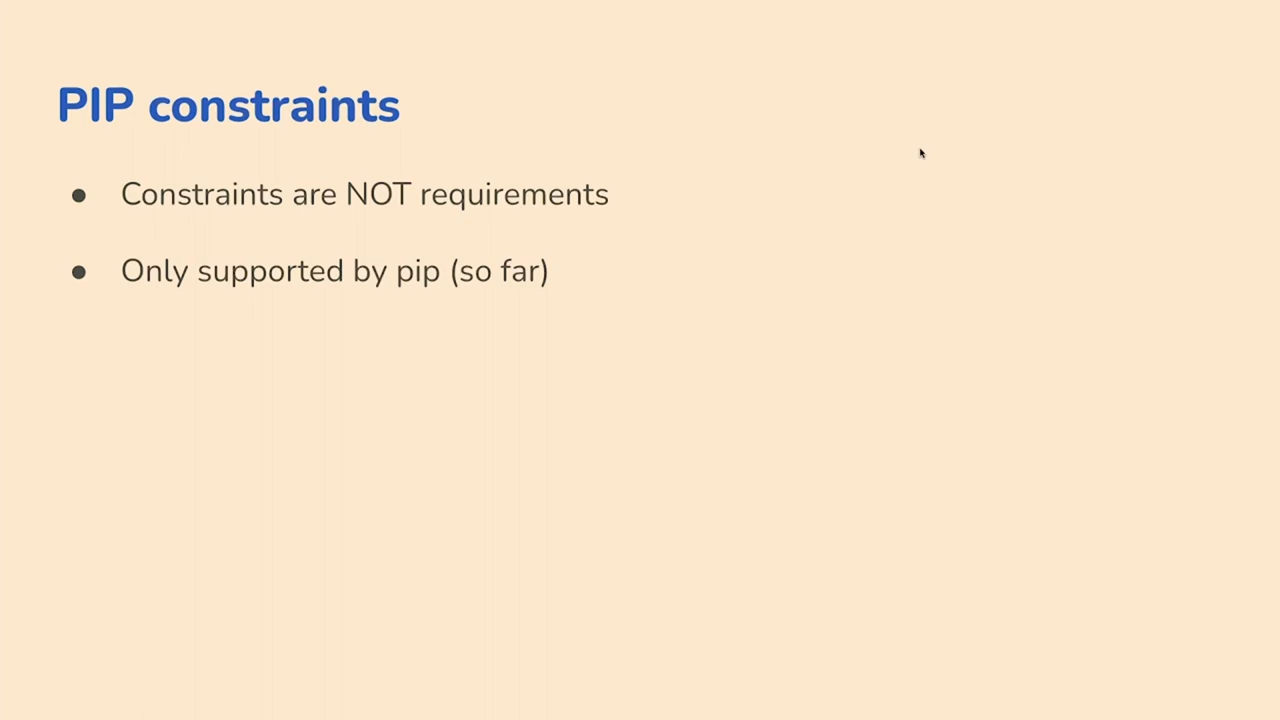 PIP constraints
● Constraints are NOT requirements
● Only supported by pip (so far)